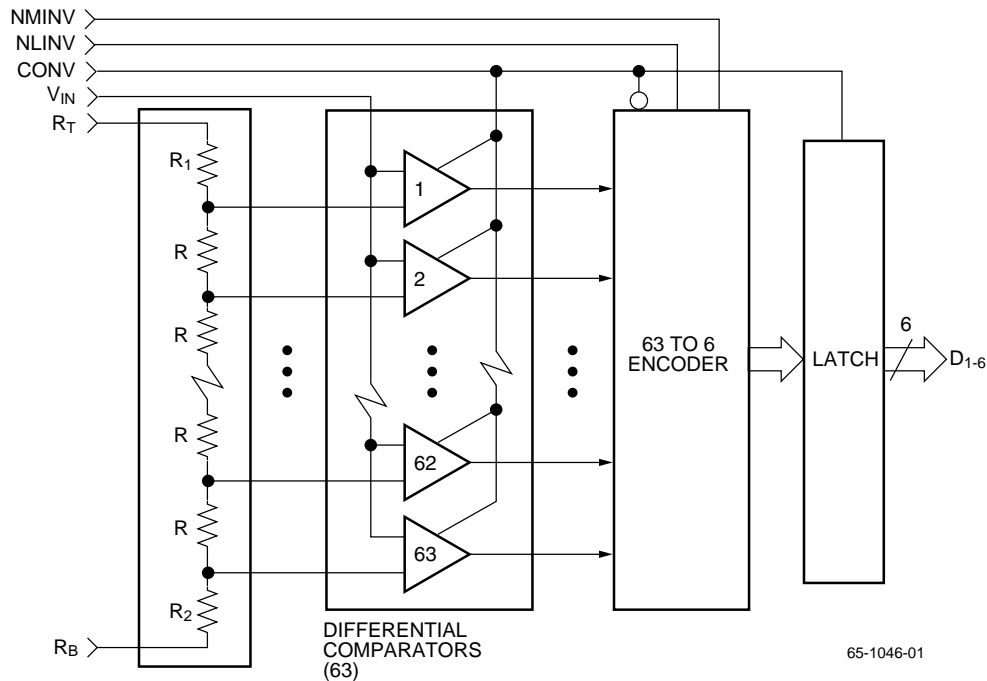 NMINV
NLINV
CONV
VIN
RT
R1
R
R
R
R
R2
RB
1
2
62
63
DIFFERENTIAL
COMPARATORS
(63)
63 TO 6
ENCODER
LATCH
6
D1-6
65-1046-01